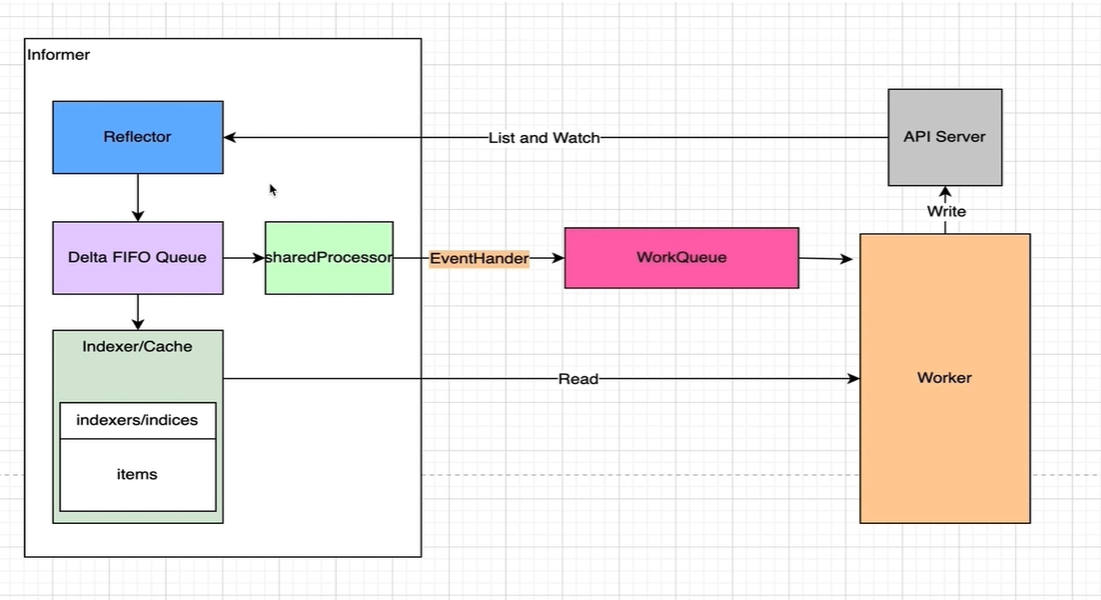 Informer
Reflector
List and Watch
API Server
Write
Delta FIFO Queue
sharedProcessor
EventHander
WorkQueue
Indexer/Cache
Read
Worker
indexers/indices
items